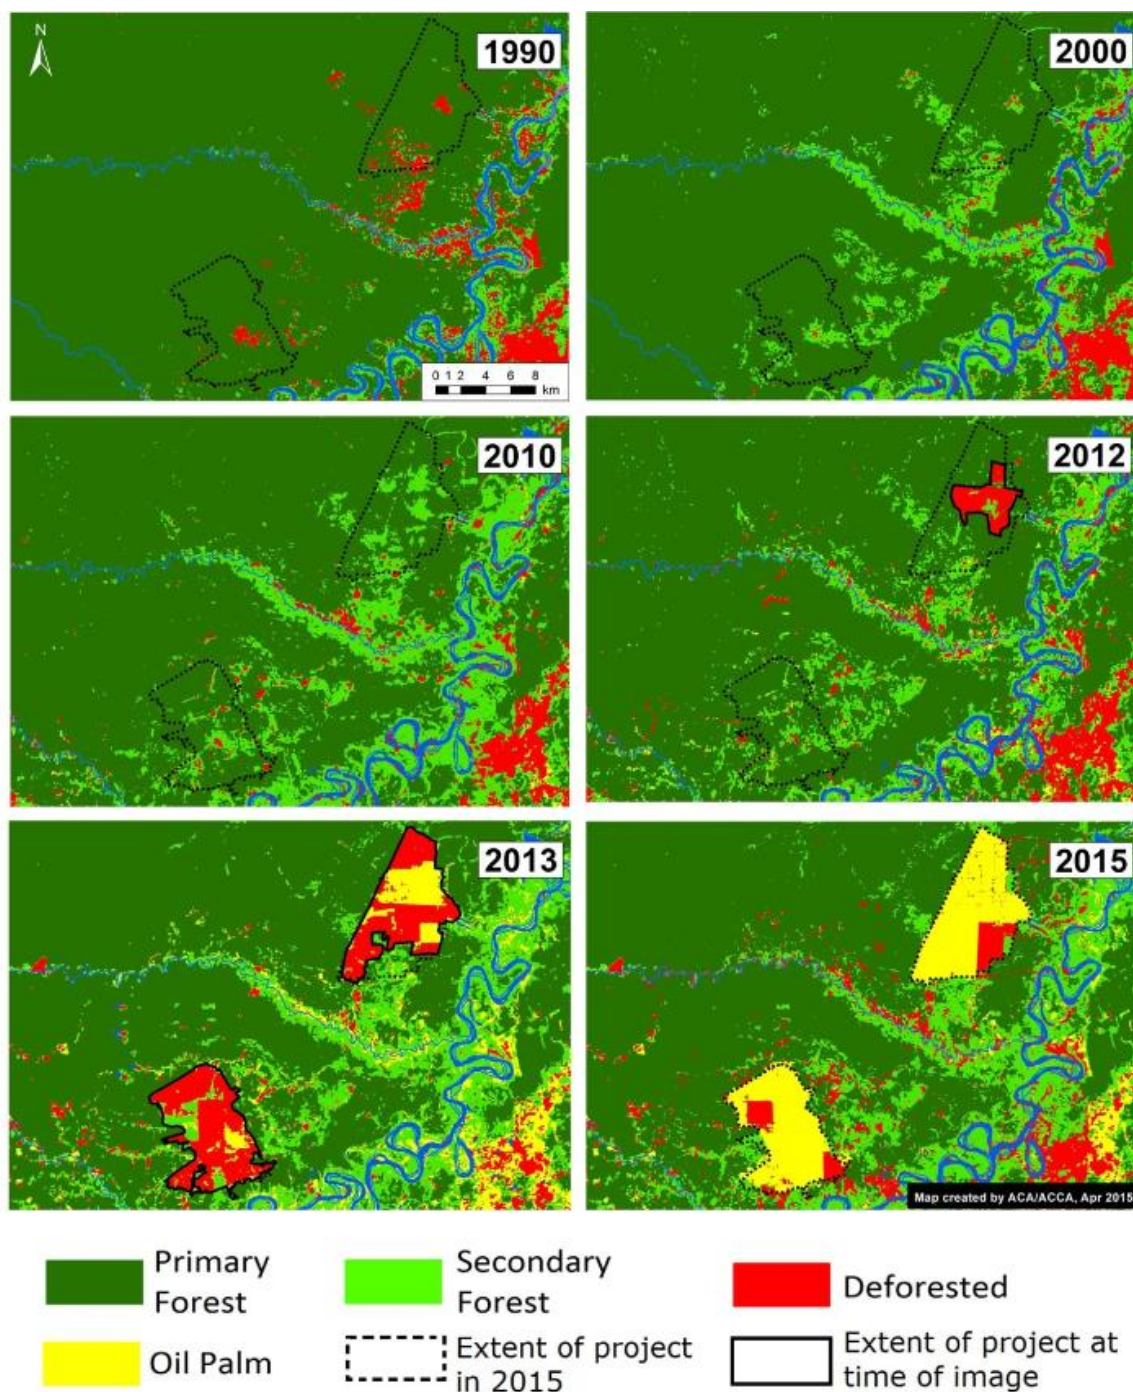 N
1990
2000
0 1 2 4 6 8
km
2010
2012
2013
2015
Map created by ACA/ACCA, Apr 2015
Primary
Forest
Secondary
Forest
Deforested
Oil Palm
Extent of project
in 2015
Extent of project at
time of image